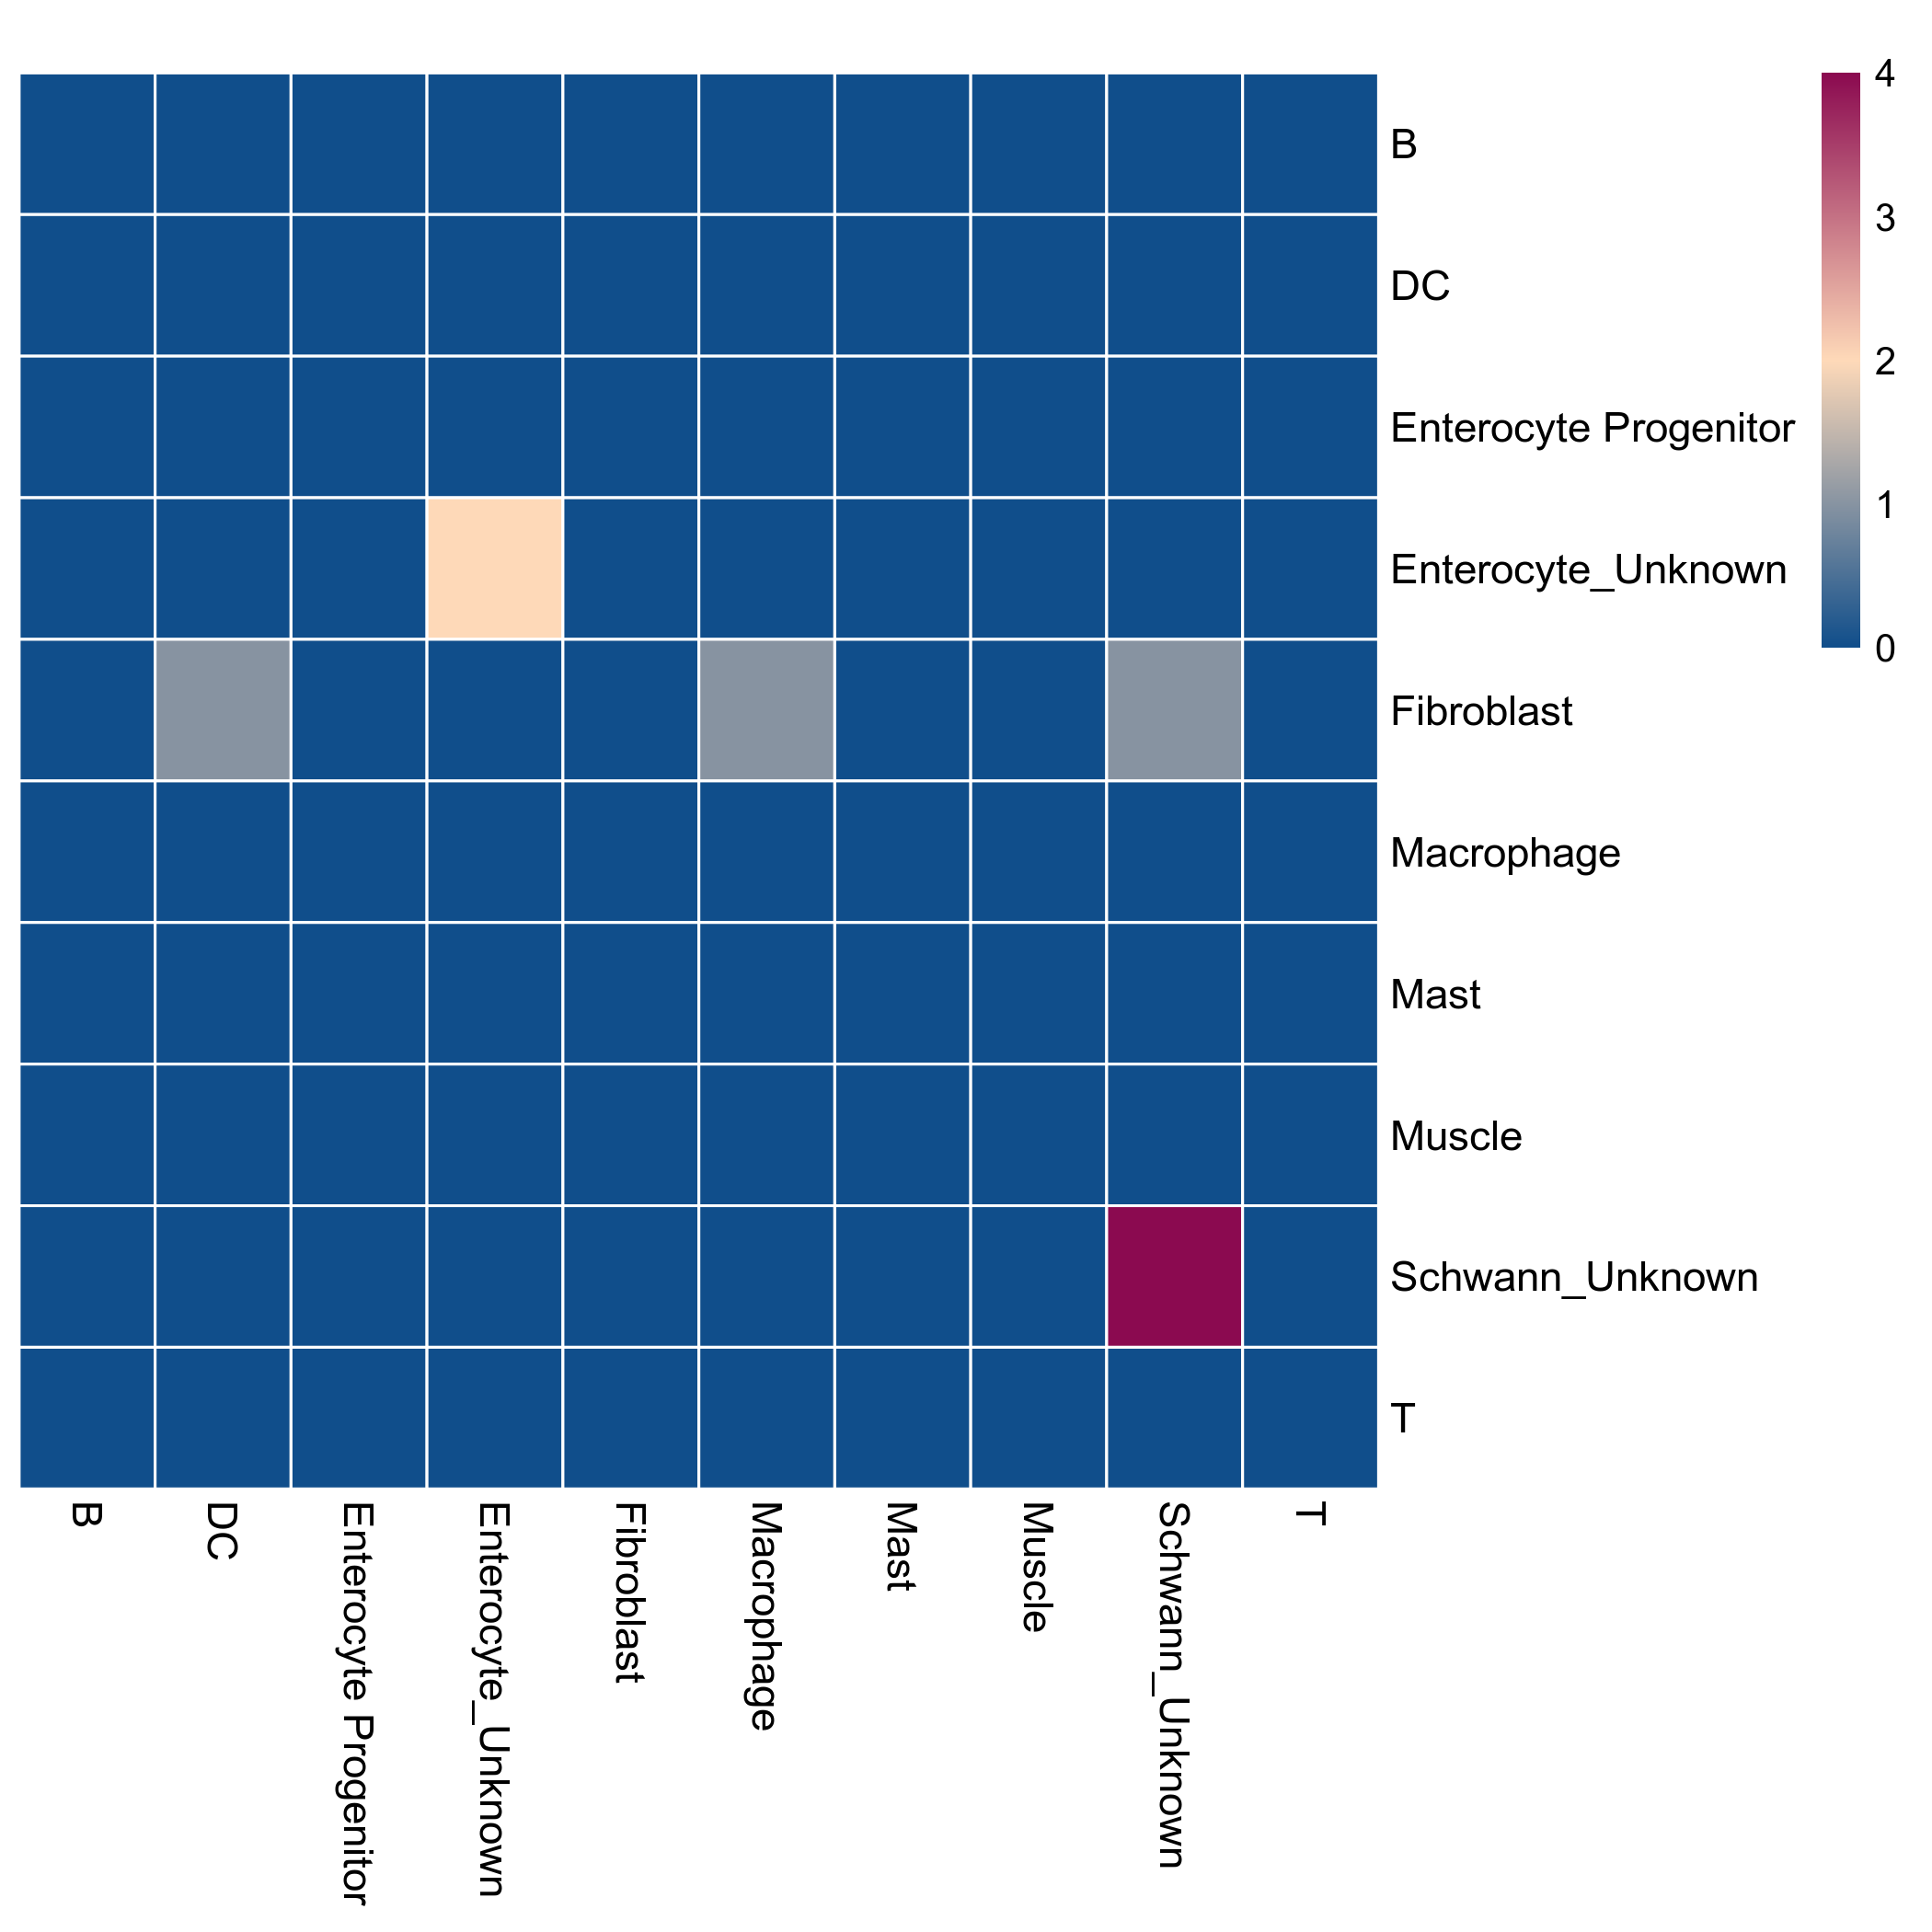 4
3
2
1
0
B
DC
Enterocyte Progenitor
Enterocyte_Unknown
Fibroblast
Macrophage
Mast
Muscle
Schwann_Unknown
T
B
DC
Enterocyte Progenitor
Enterocyte_Unknown
Fibroblast
Macrophage
Mast
Muscle
Schwann_Unknown
T